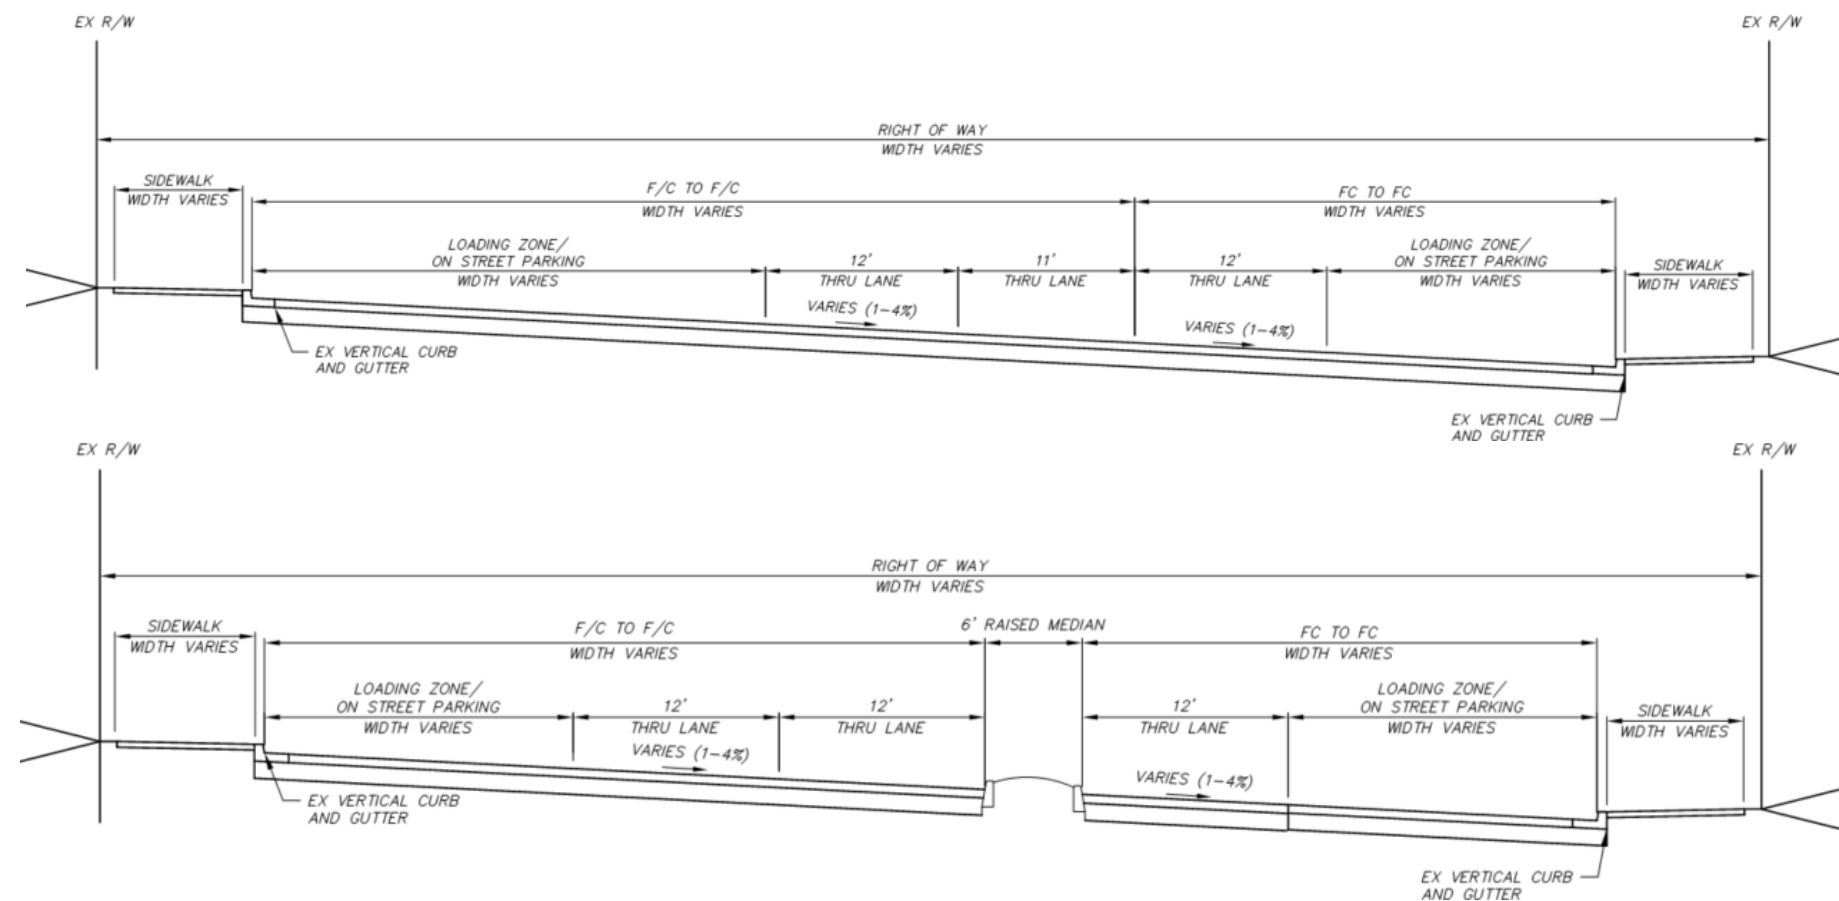 EX R/W
EX R/W
RIGHT OF WAY
WIDTH VARIES
SIDEWALK
WIDTH VARIES
F/C TO F/C
WIDTH VARIES
FC TO FC
WIDTH VARIES
LOADING ZONE/
ON STREET PARKING
WIDTH VARIES
12'
THRU LANE
11'
THRU LANE
12'
THRU LANE
LOADING ZONE/
ON STREET PARKING
WIDTH VARIES
SIDEWALK
WIDTH VARIES
VARIES (1-4%)
VARIES (1-4%)
EX VERTICAL CURB
AND GUTTER
EX VERTICAL CURB
AND GUTTER
EX R/W
EX R/W
RIGHT OF WAY
WIDTH VARIES
SIDEWALK
WIDTH VARIES
F/C TO F/C
WIDTH VARIES
6' RAISED MEDIAN
FC TO FC
WIDTH VARIES
LOADING ZONE/
ON STREET PARKING
WIDTH VARIES
12'
THRU LANE
12'
THRU LANE
12'
THRU LANE
LOADING ZONE/
ON STREET PARKING
WIDTH VARIES
SIDEWALK
WIDTH VARIES
VARIES (1-4%)
VARIES (1-4%)
EX VERTICAL CURB
AND GUTTER
EX VERTICAL CURB
AND GUTTER